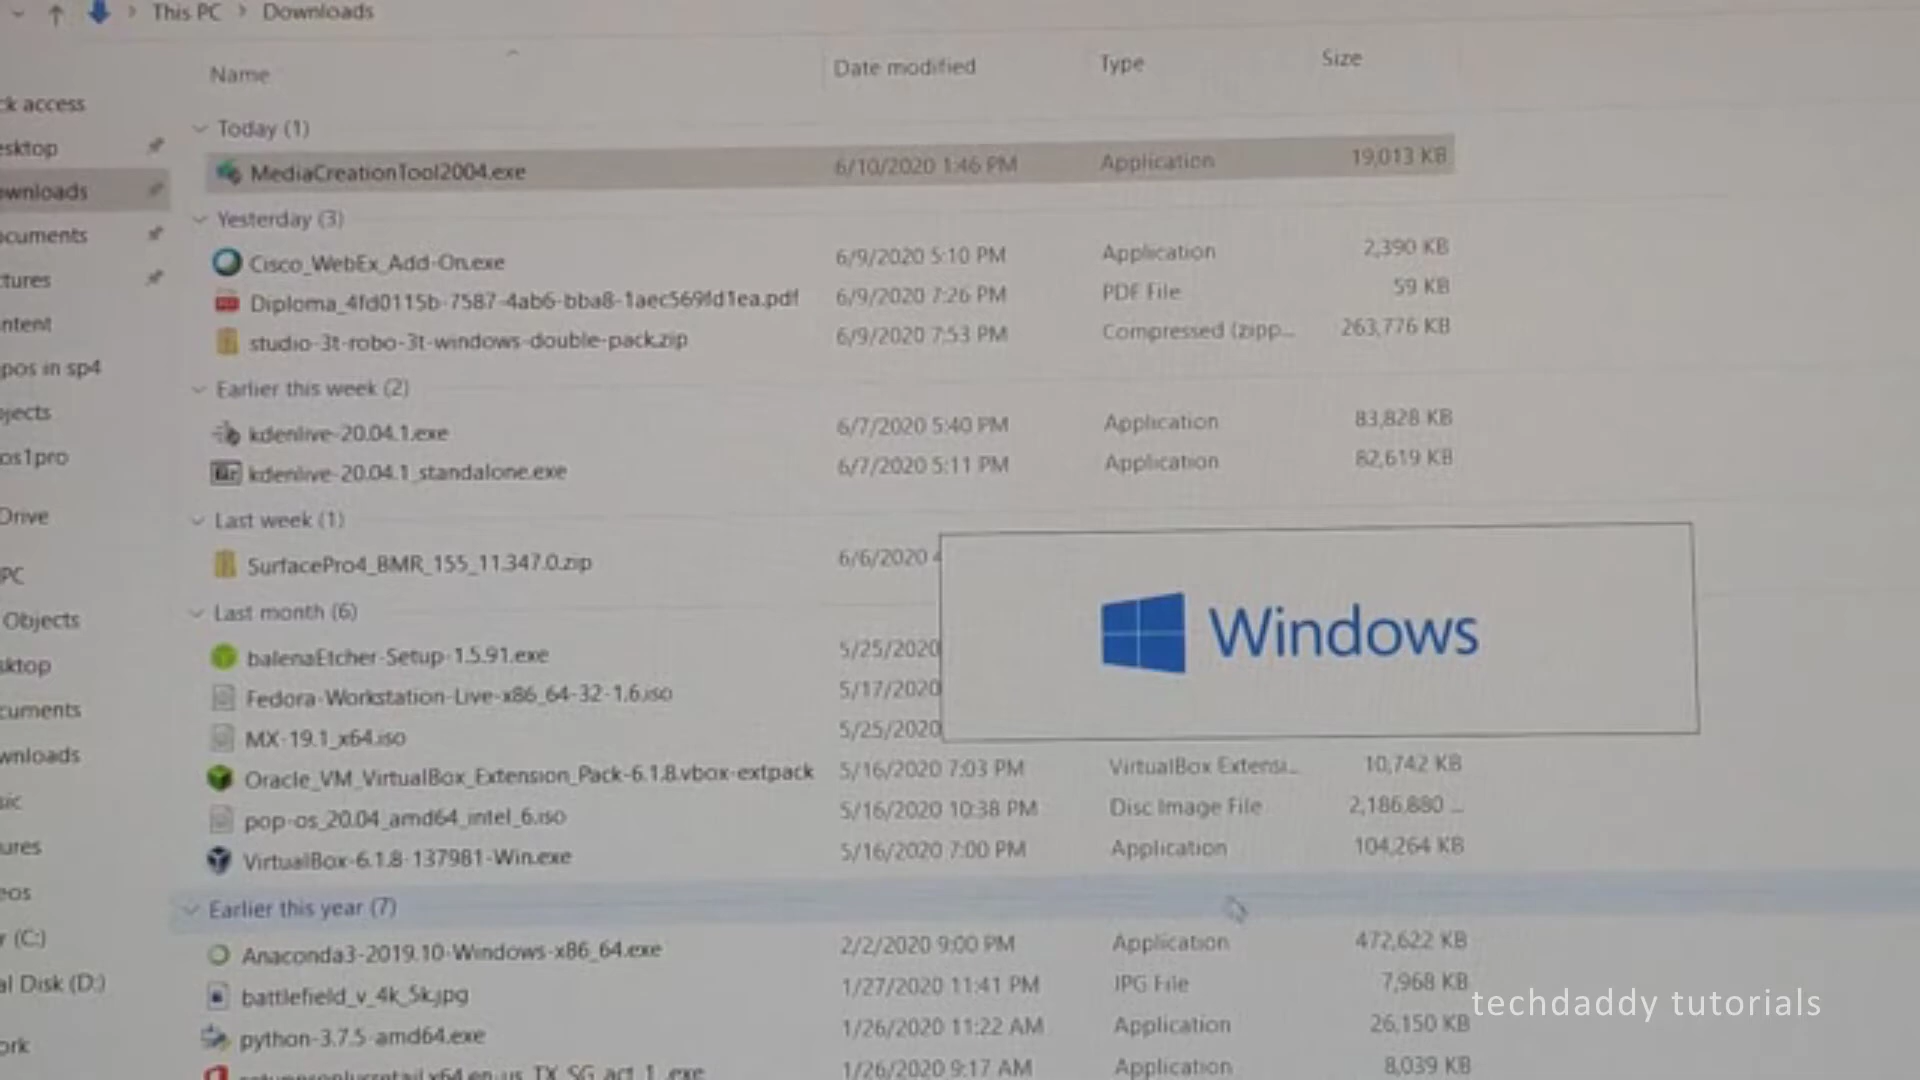 This PC > Downloads
Name Date modified Type Size
ck access
Today (1)
esktop
MediaCreationTool2004.exe 6/10/2020 1:46 PM Application 19,013 KB
ownloads
Yesterday (3)
ocuments
Cisco_WebEx_Add-On.exe 6/9/2020 5:10 PM Application 2,390 KB
ctures
Diploma_4fd0115b-7587-4ab6-bba8-1aec569fd1ea.pdf 6/9/2020 7:26 PM PDF File 59 KB
ntent
studio-3t-robo-3t-windows-double-pack.zip 6/9/2020 7:53 PM Compressed (zipp... 263,776 KB
pos in sp4
Earlier this week (2)
ojects
kdenlive-20.04.1.exe 6/7/2020 5:40 PM Application 83,828 KB
os1pro
kdenlive-20.04.1_standalone.exe 6/7/2020 5:11 PM Application 82,619 KB
Drive
Last week (1)
SurfacePro4_BMR_155_11.347.0.zip 6/6/2020 4
PC
Last month (6)
Objects
Windows
balenaEtcher-Setup-1.5.91.exe 5/25/2020
sktop
Fedora-Workstation-Live-x86_64-32-1.6.iso 5/17/2020
cuments
MX-19.1_x64.iso 5/25/2020
wnloads
Oracle_VM_VirtualBox_Extension_Pack-6.1.8.vbox-extpack 5/16/2020 7:03 PM VirtualBox Extensi... 10,742 KB
sic
pop-os_20.04_amd64_intel_6.iso 5/16/2020 10:38 PM Disc Image File 2,186,880 ...
ures
VirtualBox-6.1.8-137981-Win.exe 5/16/2020 7:00 PM Application 104,264 KB
eos
Earlier this year (7)
r (C:)
Anaconda3-2019.10-Windows-x86_64.exe 2/2/2020 9:00 PM Application 472,622 KB
al Disk (D:)
battlefield_v_4k_5k.jpg 1/27/2020 11:41 PM JPG File 7,968 KB
techdaddy tutorials
python-3.7.5-amd64.exe 1/26/2020 11:22 AM Application 26,150 KB
ork
1/26/2020 9:17 AM Application 8,039 KB